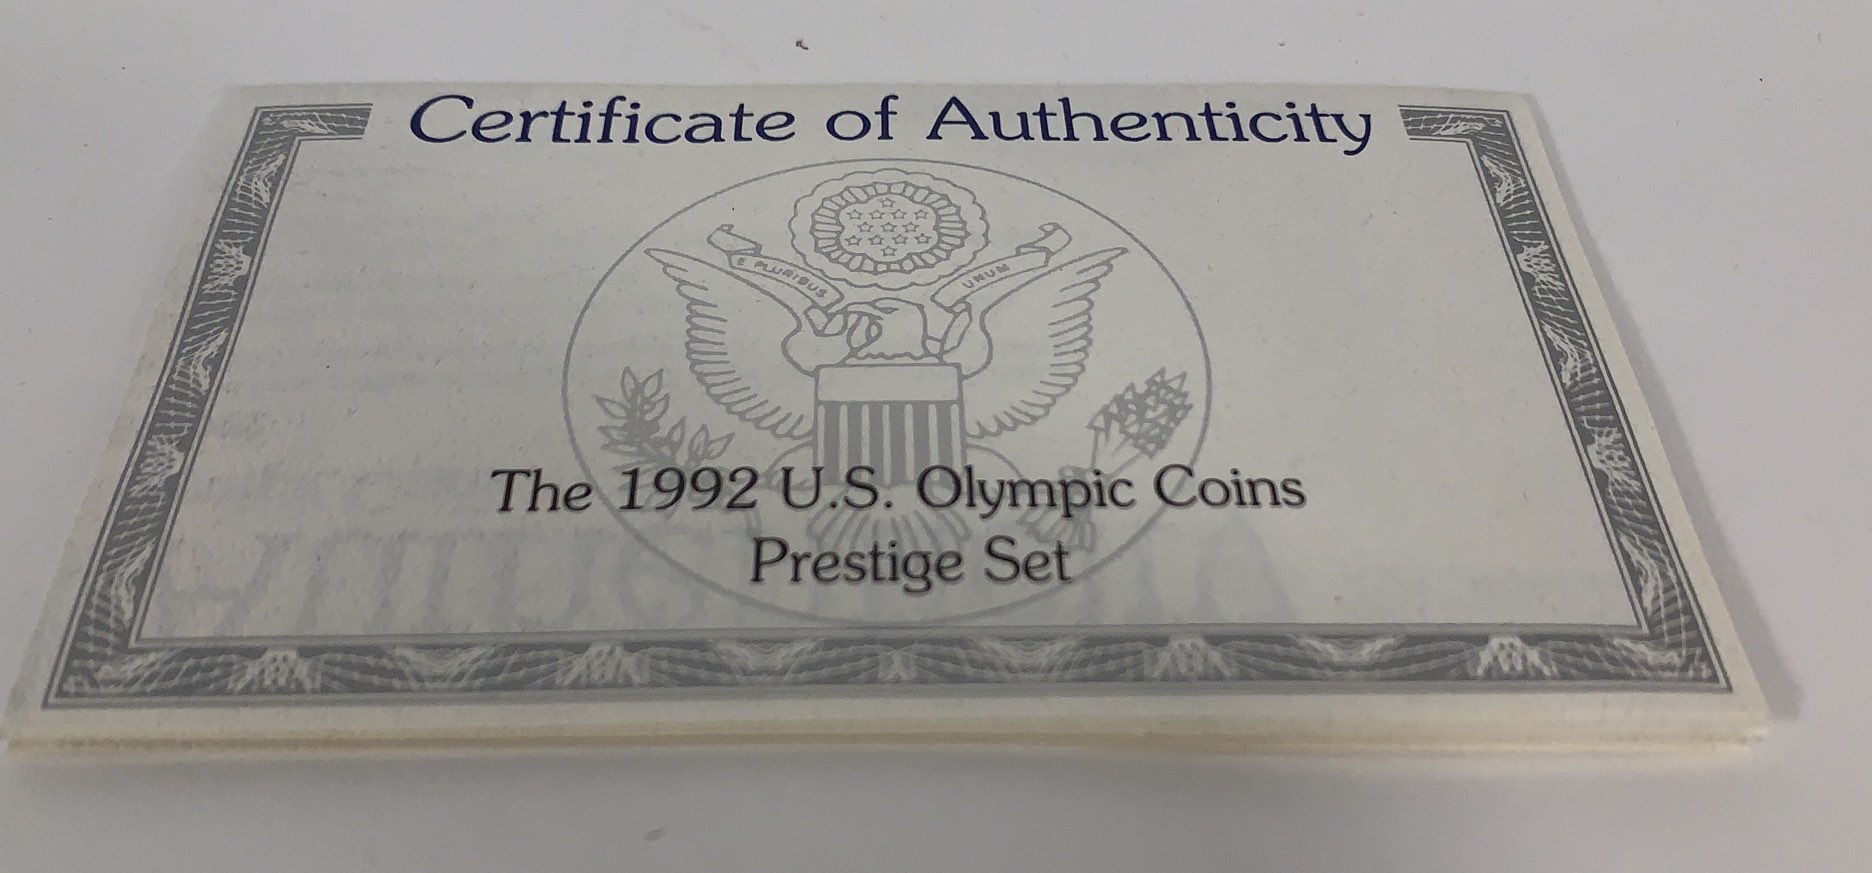 Certificate of Authenticity
E PLURIBUS UNUM
The 1992 U.S. Olympic Coins
Prestige Set